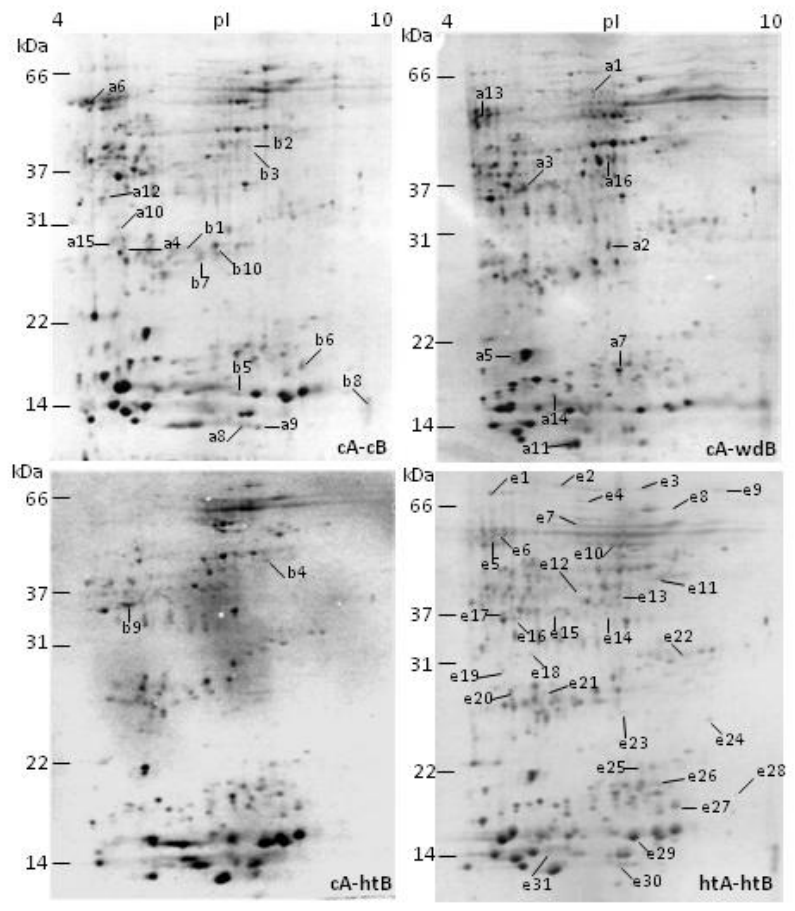 4 pI 10
kDa
66
37
31
22
14
a6
b2
b3
a12
a10
a15 a4 b1
b10
b7
b6
b5
b8
a8 a9
cA-cB
4 pI 10
kDa
66
37
31
22
14
a1
a13
a3
a16
a2
a7
a5
a14
a11
cA-wdB
kDa
66
37
31
22
14
b4
b9
cA-htB
kDa
66
37
31
22
14
e1 e2 e3
e4 e8 e9
e7
e6
e5 e10
e12
e11
e13
e17
e16 e15 e14
e22
e18
e19
e20 e21
e23
e24
e25
e26 e28
e27
e29
e31 e30
htA-htB